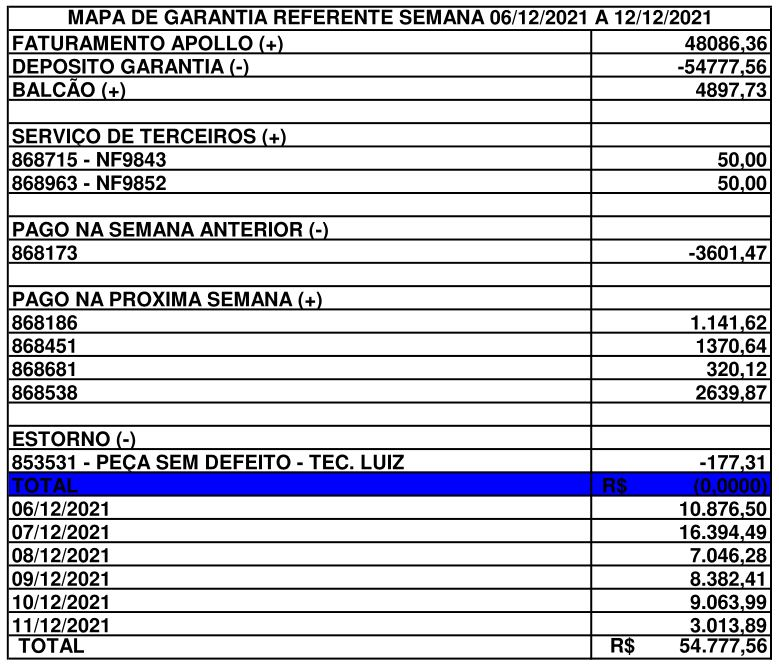 MAPA DE GARANTIA REFERENTE SEMANA 06/12/2021 A 12/12/2021
FATURAMENTO APOLLO (+) 48086,36
DEPOSITO GARANTIA (-) -54777,56
BALCÃO (+) 4897,73
SERVIÇO DE TERCEIROS (+)
868715 - NF9843 50,00
868963 - NF9852 50,00
PAGO NA SEMANA ANTERIOR (-)
868173 -3601,47
PAGO NA PROXIMA SEMANA (+)
868186 1.141,62
868451 1370,64
868681 320,12
868538 2639,87
ESTORNO (-)
853531 - PEÇA SEM DEFEITO - TEC. LUIZ -177,31
TOTAL R$ (0,0000)
06/12/2021 10.876,50
07/12/2021 16.394,49
08/12/2021 7.046,28
09/12/2021 8.382,41
10/12/2021 9.063,99
11/12/2021 3.013,89
TOTAL R$ 54.777,56